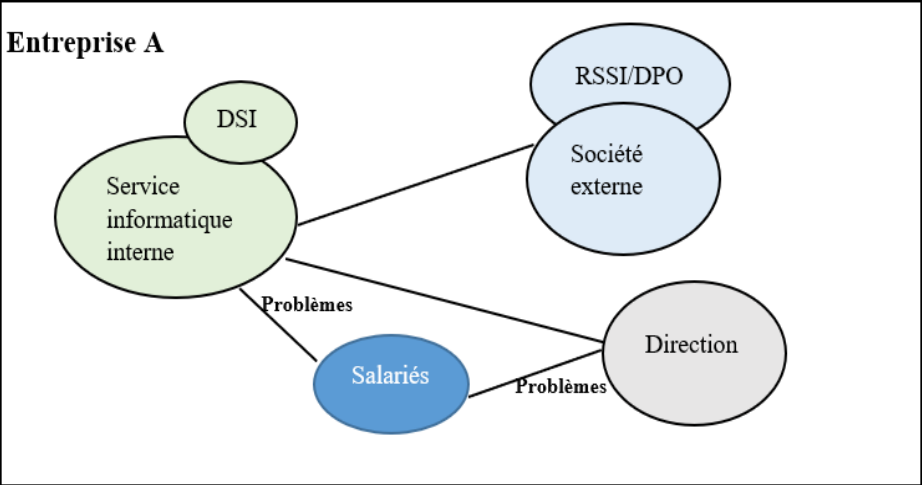 Entreprise A
RSSI/DPO
DSI
Société
externe
Service
informatique
interne
Problèmes
Direction
Salariés
Problèmes